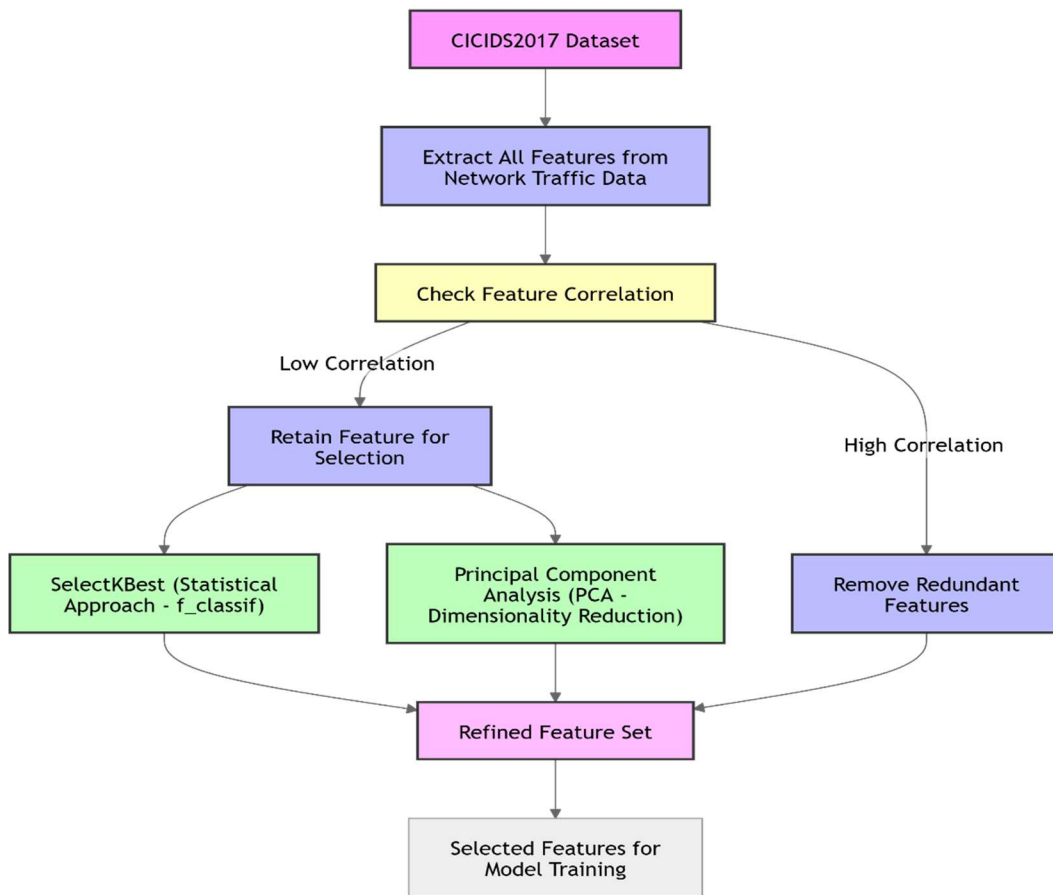 CICIDS2017 Dataset
Extract All Features from
Network Traffic Data
Check Feature Correlation
Low Correlation
Retain Feature for
Selection
High Correlation
SelectKBest (Statistical
Approach - f_classif)
Principal Component
Analysis (PCA -
Dimensionality Reduction)
Remove Redundant
Features
Refined Feature Set
Selected Features for
Model Training